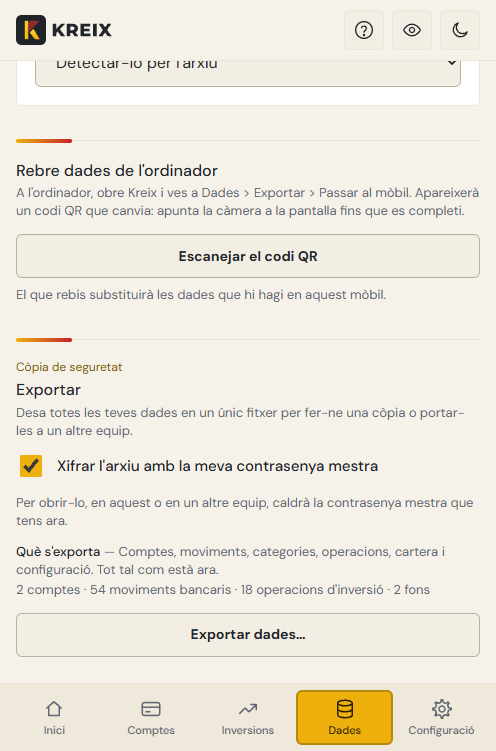 KREIX
Detectar-lo per l'arxiu
Rebre dades de l'ordinador
A l'ordinador, obre Kreix i ves a Dades > Exportar > Passar al mòbil. Apareixerà
un codi QR que canvia: apunta la càmera a la pantalla fins que es completi.
Escanejar el codi QR
El que rebis substituirà les dades que hi hagi en aquest mòbil.
Còpia de seguretat
Exportar
Desa totes les teves dades en un únic fitxer per fer-ne una còpia o portar-
les a un altre equip.
Xifrar l'arxiu amb la meva contrasenya mestra
Per obrir-lo, en aquest o en un altre equip, caldrà la contrasenya mestra que
tens ara.
Què s'exporta — Comptes, moviments, categories, operacions, cartera i
configuració. Tot tal com està ara.
2 comptes · 54 moviments bancaris · 18 operacions d'inversió · 2 fons
Exportar dades…
Inici
Comptes
Inversions
Dades
Configuració